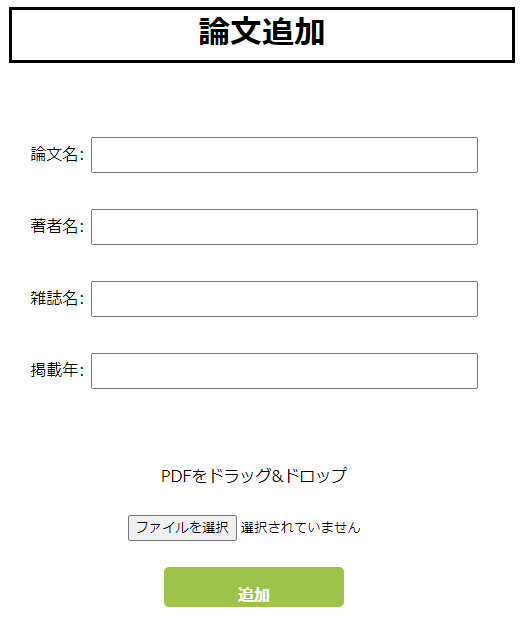 論文追加
論文名:
著者名:
雑誌名:
掲載年:
PDFをドラッグ&ドロップ
ファイルを選択 選択されていません
追加